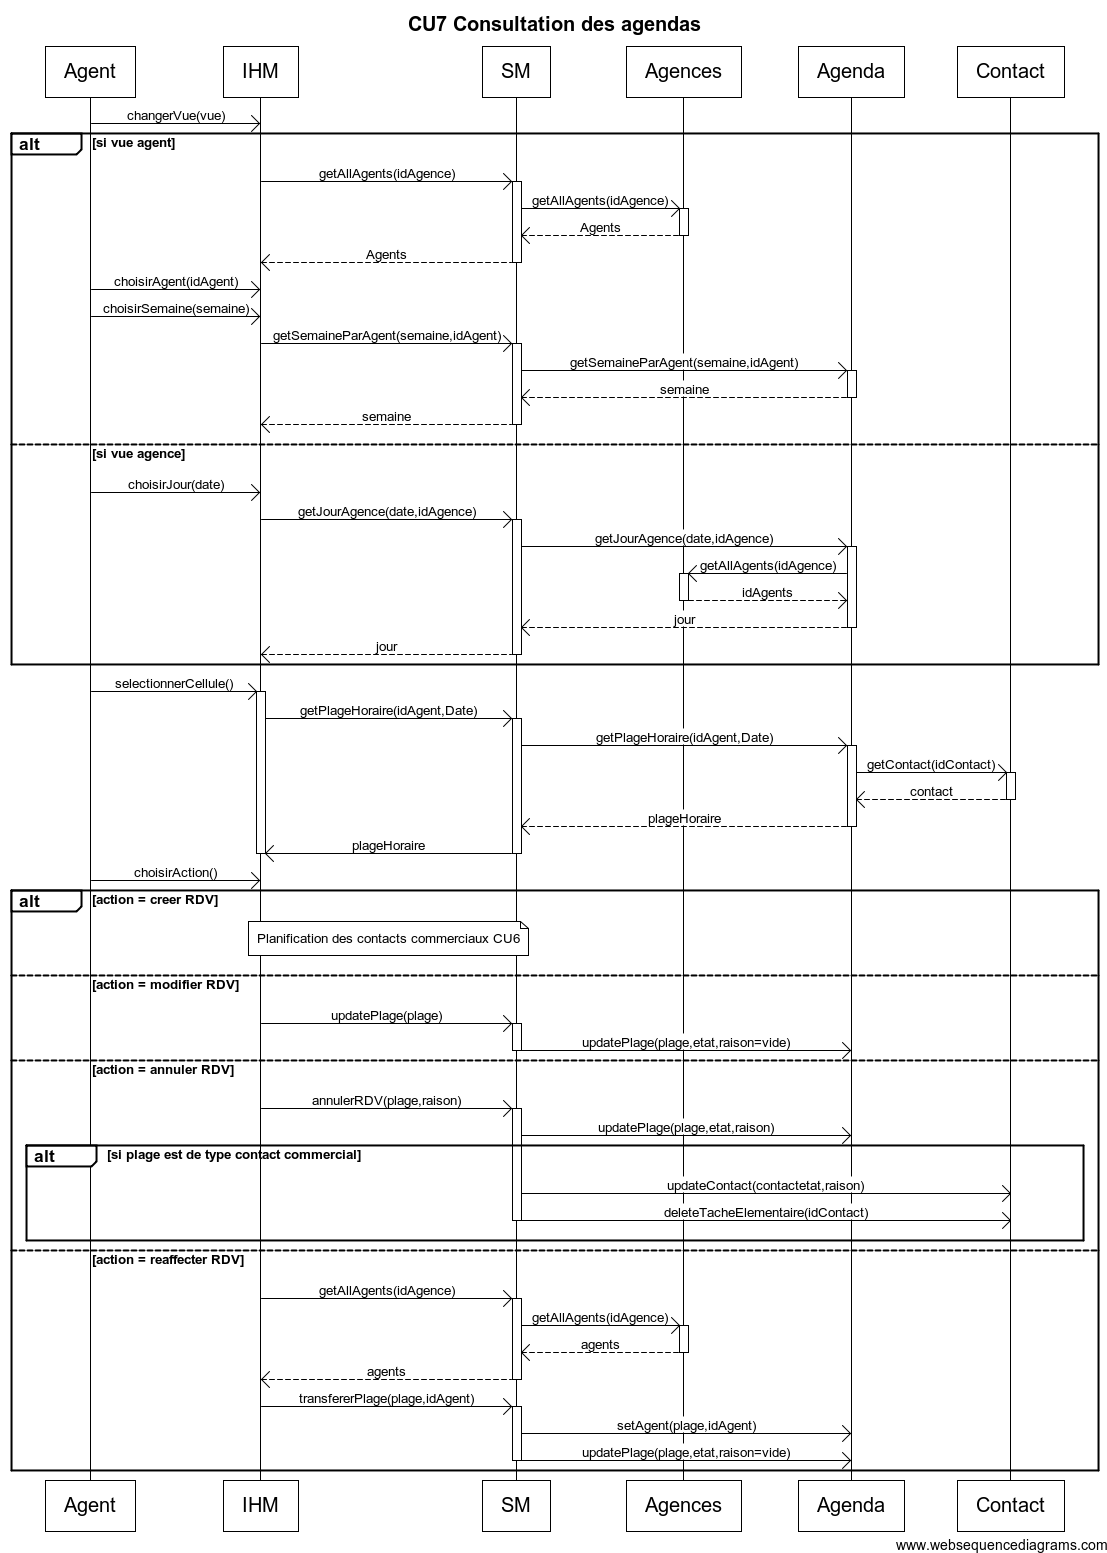 CU7 Consultation des agendas
Agent IHM SM Agences Agenda Contact
changerVue(vue)
alt [si vue agent]
getAllAgents(idAgence)
getAllAgents(idAgence)
Agents
Agents
choisirAgent(idAgent)
choisirSemaine(semaine)
getSemaineParAgent(semaine,idAgent)
getSemaineParAgent(semaine,idAgent)
semaine
semaine
[si vue agence]
choisirJour(date)
getJourAgence(date,idAgence)
getJourAgence(date,idAgence)
getAllAgents(idAgence)
idAgents
jour
jour
selectionnerCellule()
getPlageHoraire(idAgent,Date)
getPlageHoraire(idAgent,Date)
getContact(idContact)
contact
plageHoraire
plageHoraire
choisirAction()
alt [action = creer RDV]
Planification des contacts commerciaux CU6
[action = modifier RDV]
updatePlage(plage)
updatePlage(plage,etat,raison=vide)
[action = annuler RDV]
annulerRDV(plage,raison)
updatePlage(plage,etat,raison)
alt [si plage est de type contact commercial]
updateContact(contactetat,raison)
deleteTacheElementaire(idContact)
[action = reaffecter RDV]
getAllAgents(idAgence)
getAllAgents(idAgence)
agents
agents
transfererPlage(plage,idAgent)
setAgent(plage,idAgent)
updatePlage(plage,etat,raison=vide)
Agent IHM SM Agences Agenda Contact
www.websequencediagrams.com